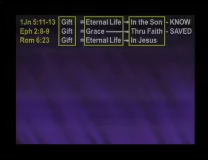 1Jn 5:11-13 Gift = Eternal Life → In the Son - KNOW
Eph 2:8-9 Gift = Grace → Thru Faith - SAVED
Rom 6:23 Gift = Eternal Life → In Jesus